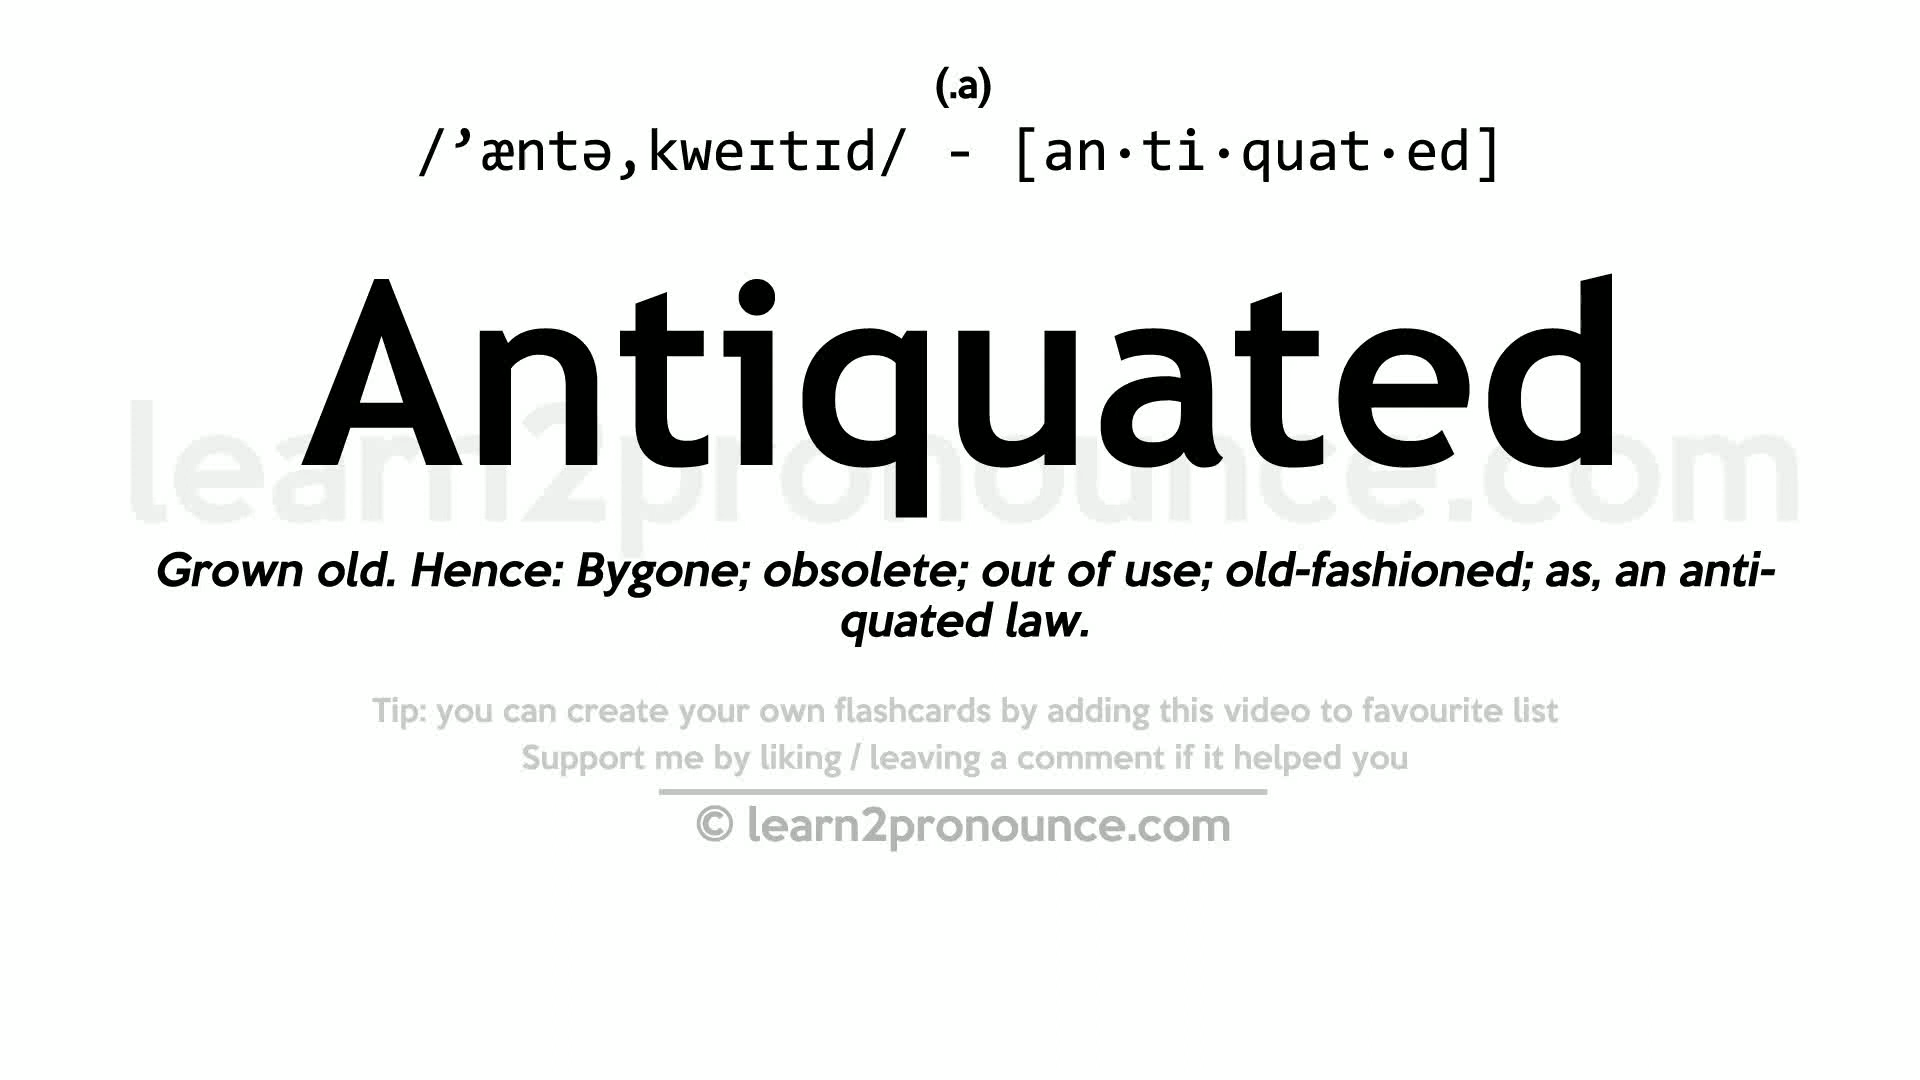 (.a)
/’æntə,kweɪtɪd/ - [an·ti·quat·ed]
Antiquated
learn2pronounce.com
Grown old. Hence: Bygone; obsolete; out of use; old-fashioned; as, an anti-
quated law.
Tip: you can create your own flashcards by adding this video to favourite list
Support me by liking / leaving a comment if it helped you
© learn2pronounce.com